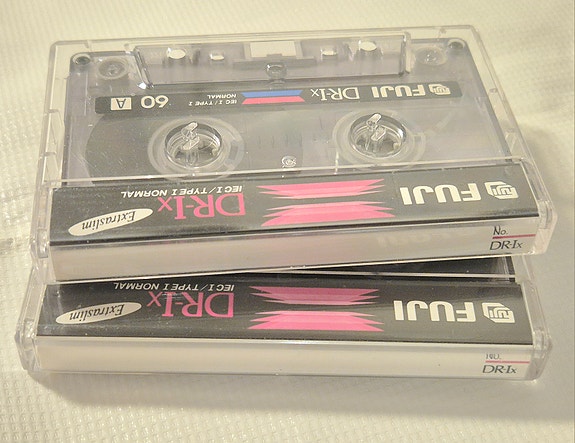 FUJI DR-Ix
IEC I / TYPE I
NORMAL
60 A
FUJI DR-Ix
IEC I / TYPE I NORMAL
Extraslim
No.
DR-Ix
FUJI DR-Ix
IEC I / TYPE I NORMAL
Extraslim
No.
DR-Ix